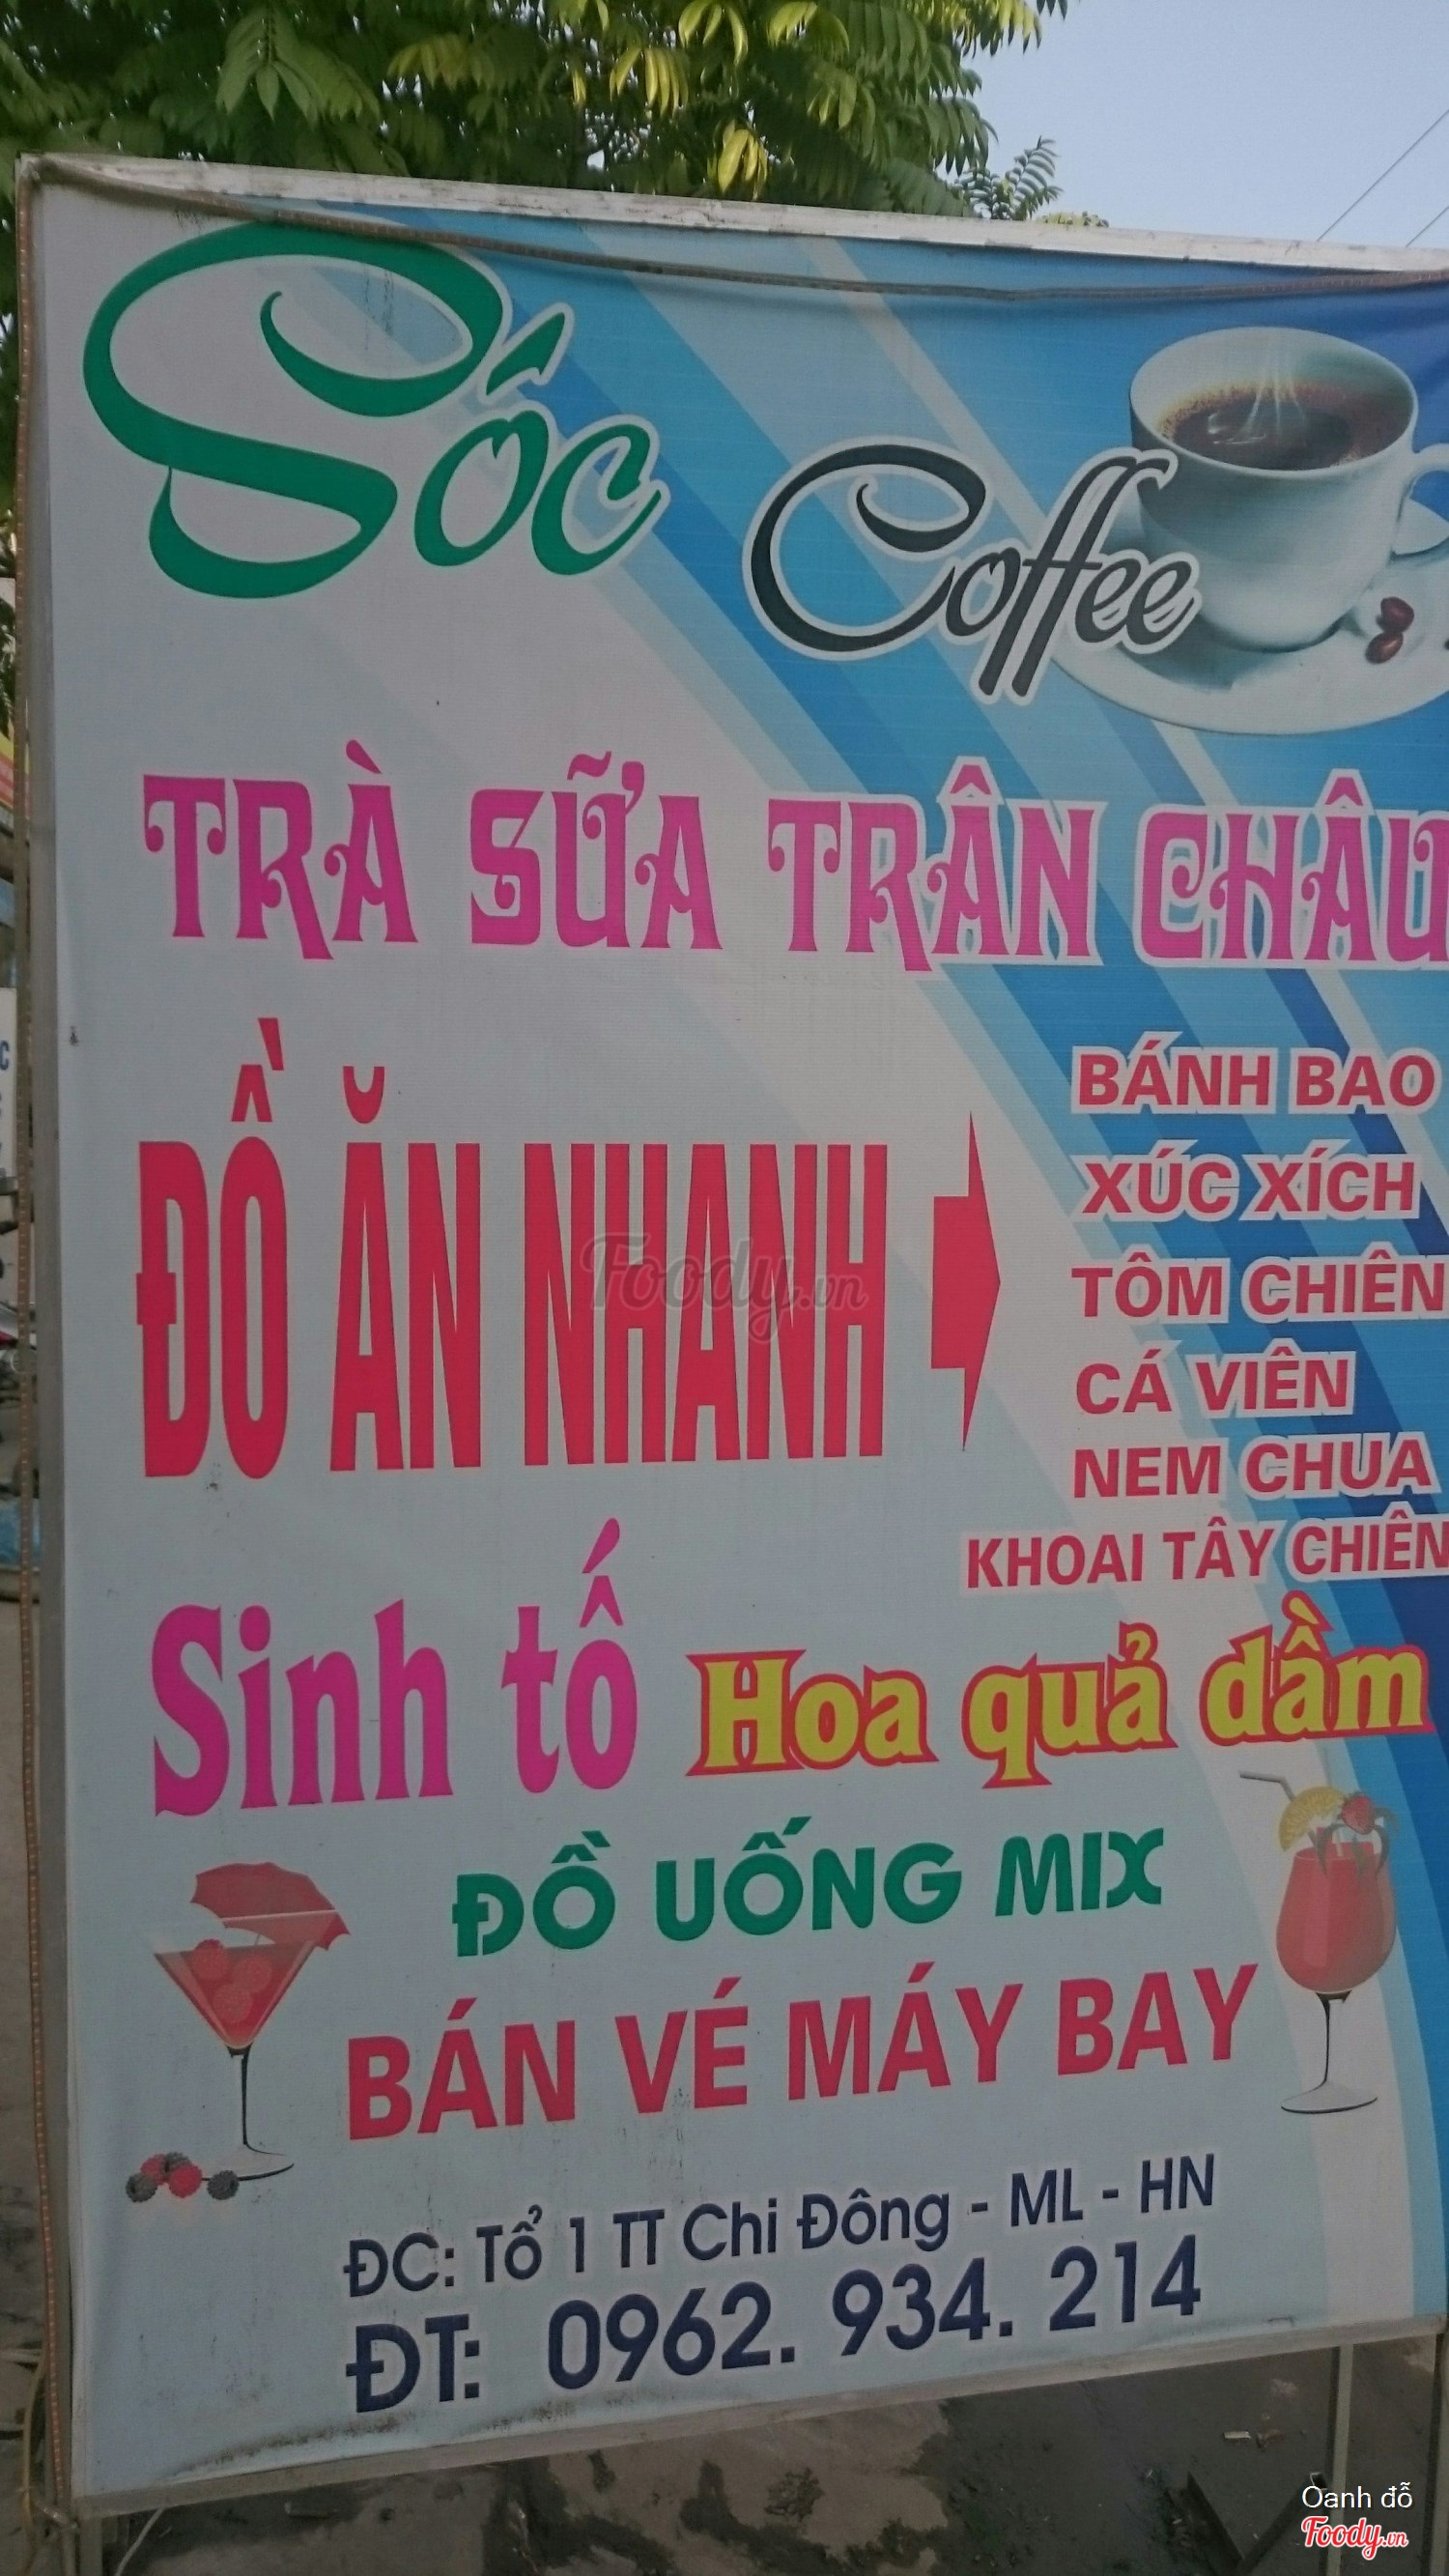 Sốc
Coffee
TRÀ SỮA TRÂN CHÂU
ĐỒ ĂN NHANH
BÁNH BAO
XÚC XÍCH
TÔM CHIÊN
CÁ VIÊN
NEM CHUA
KHOAI TÂY CHIÊN
Sinh tố Hoa quả dầm
ĐỒ UỐNG MIX
BÁN VÉ MÁY BAY
ĐC: Tổ 1 TT Chi Đông - ML - HN
ĐT: 0962. 934. 214
Foody.vn
Oanh đỗ
Foody.vn